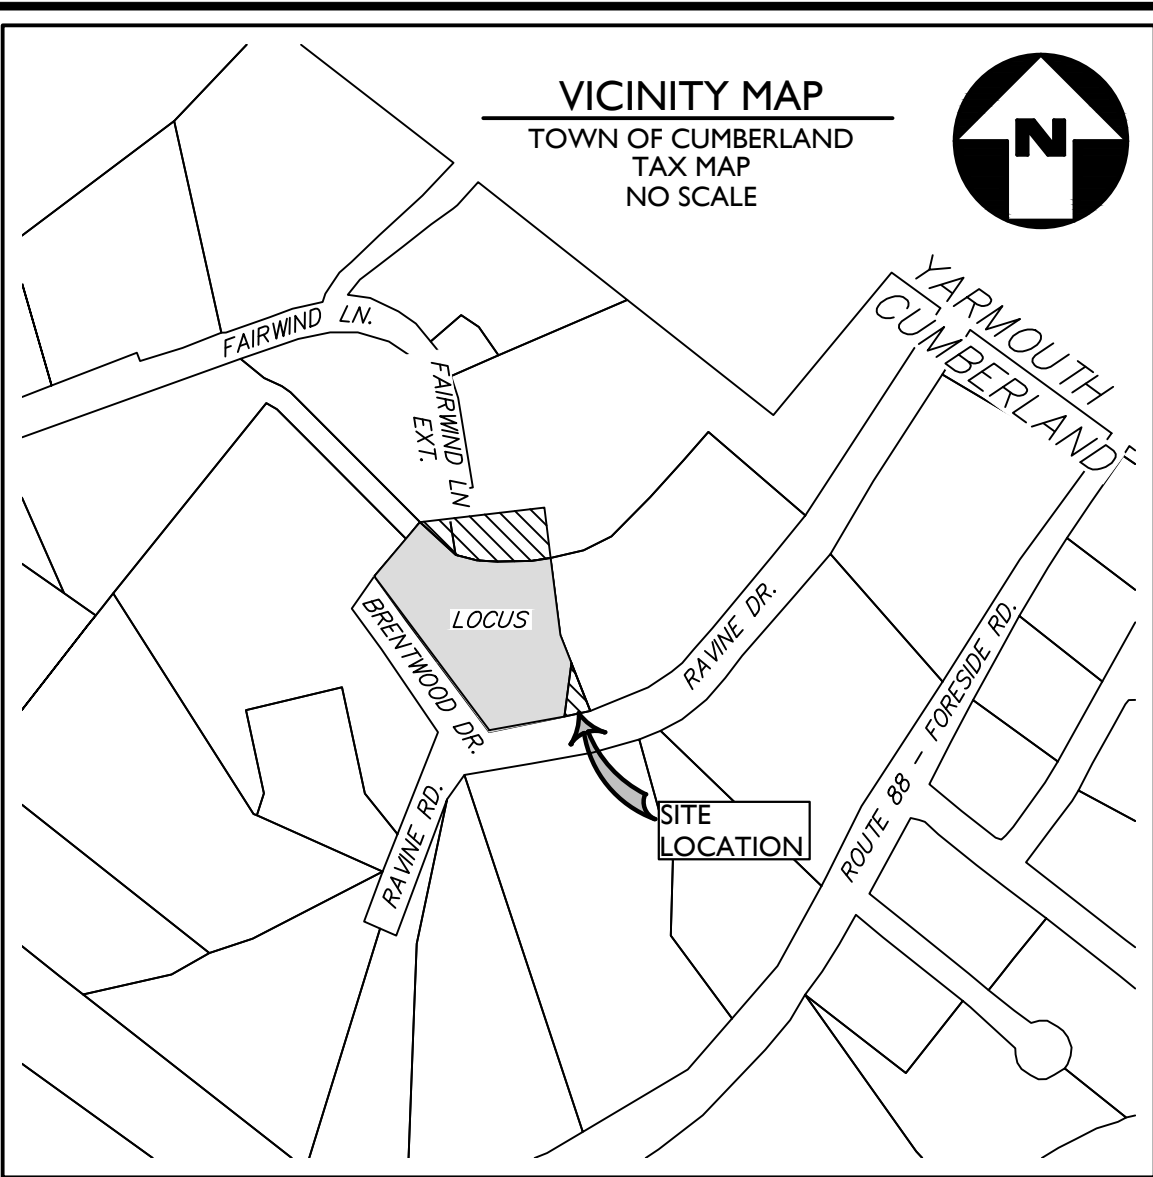 VICINITY MAP
TOWN OF CUMBERLAND
TAX MAP
NO SCALE
N
YARMOUTH
CUMBERLAND
FAIRWIND LN.
FAIRWIND LN
EXT.
LOCUS
BRENTWOOD DR.
RAVINE DR.
ROUTE 88 - FORESIDE RD.
RAVINE RD.
SITE
LOCATION